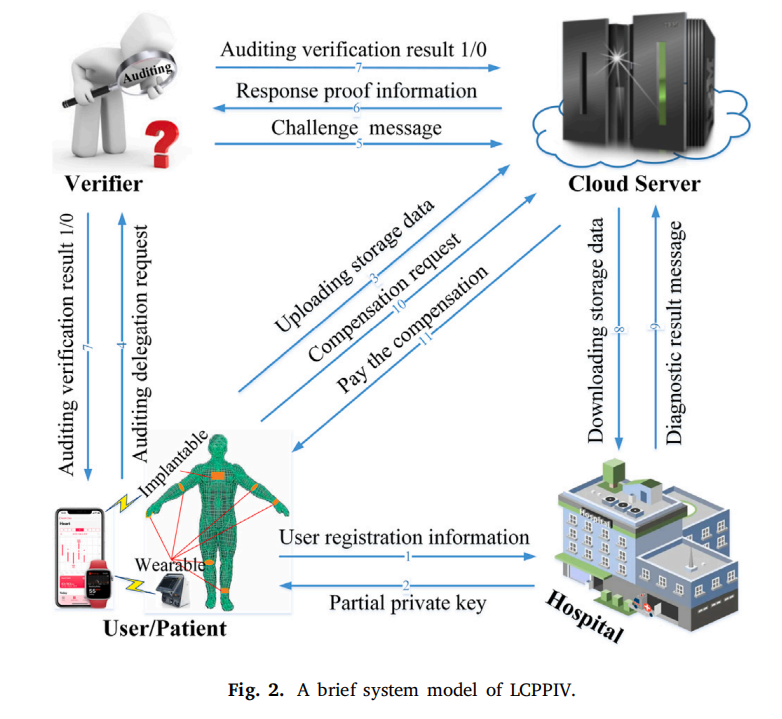 Auditing verification result 1/0
7
Response proof information
6
Challenge message
5
Auditing
?
Verifier
Cloud Server
Auditing verification result 1/0
7
Auditing delegation request
4
Uploading storage data
3
Compensation request
10
Pay the compensation
11
Downloading storage data
8
Diagnostic result message
9
Implantable
Wearable
User registration information
1
2
Partial private key
Hospital
User/Patient
Hospital
Fig. 2. A brief system model of LCPPIV.